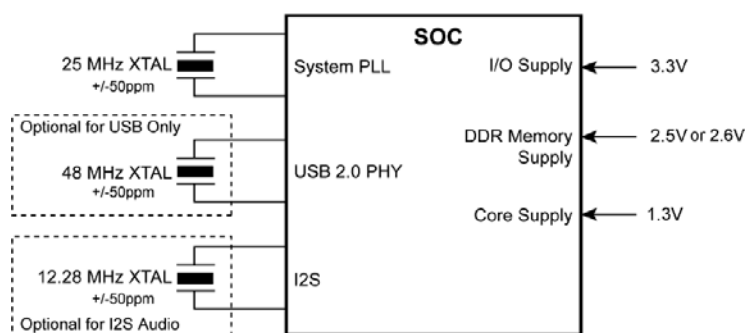 SOC
25 MHz XTAL
+/-50ppm
System PLL
I/O Supply
3.3V
Optional for USB Only
48 MHz XTAL
+/-50ppm
USB 2.0 PHY
DDR Memory
Supply
2.5V or 2.6V
Core Supply
1.3V
12.28 MHz XTAL
+/-50ppm
I2S
Optional for I2S Audio